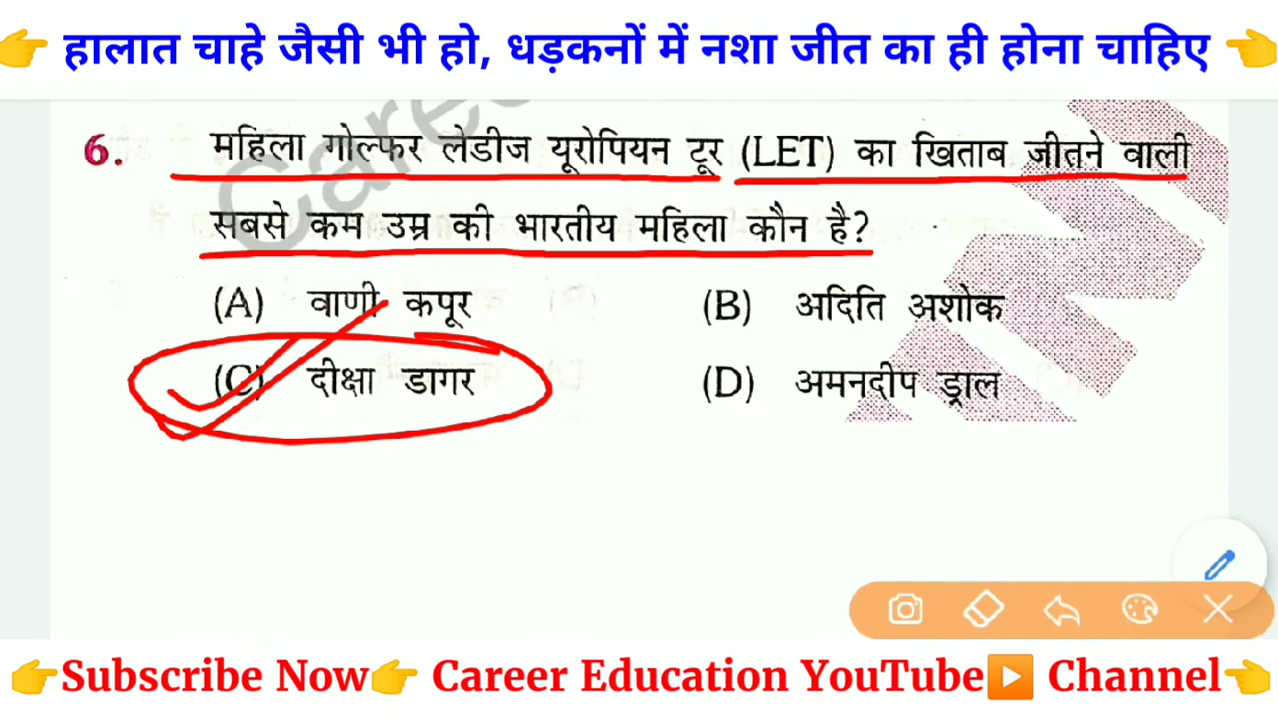 👉 हालात चाहे जैसी भी हो, धड़कनों में नशा जीत का ही होना चाहिए 👈
6. महिला गोल्फर लेडीज यूरोपियन टूर (LET) का खिताब जीतने वाली
सबसे कम उम्र की भारतीय महिला कौन है?
(A) वाणी कपूर (B) अदिति अशोक
(C) दीक्षा डागर (D) अमनदीप ड्राल
👉Subscribe Now👉 Career Education YouTube▶️ Channel👈